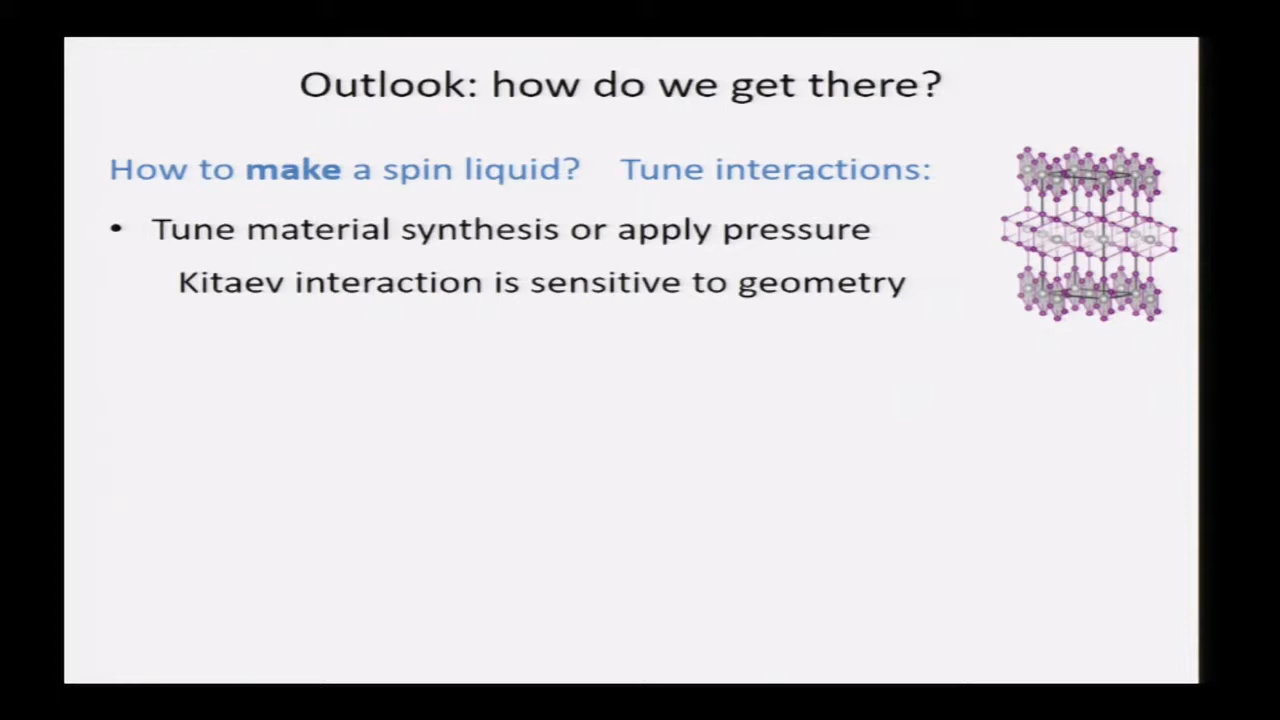 Outlook: how do we get there?
How to make a spin liquid? Tune interactions:
• Tune material synthesis or apply pressure
Kitaev interaction is sensitive to geometry